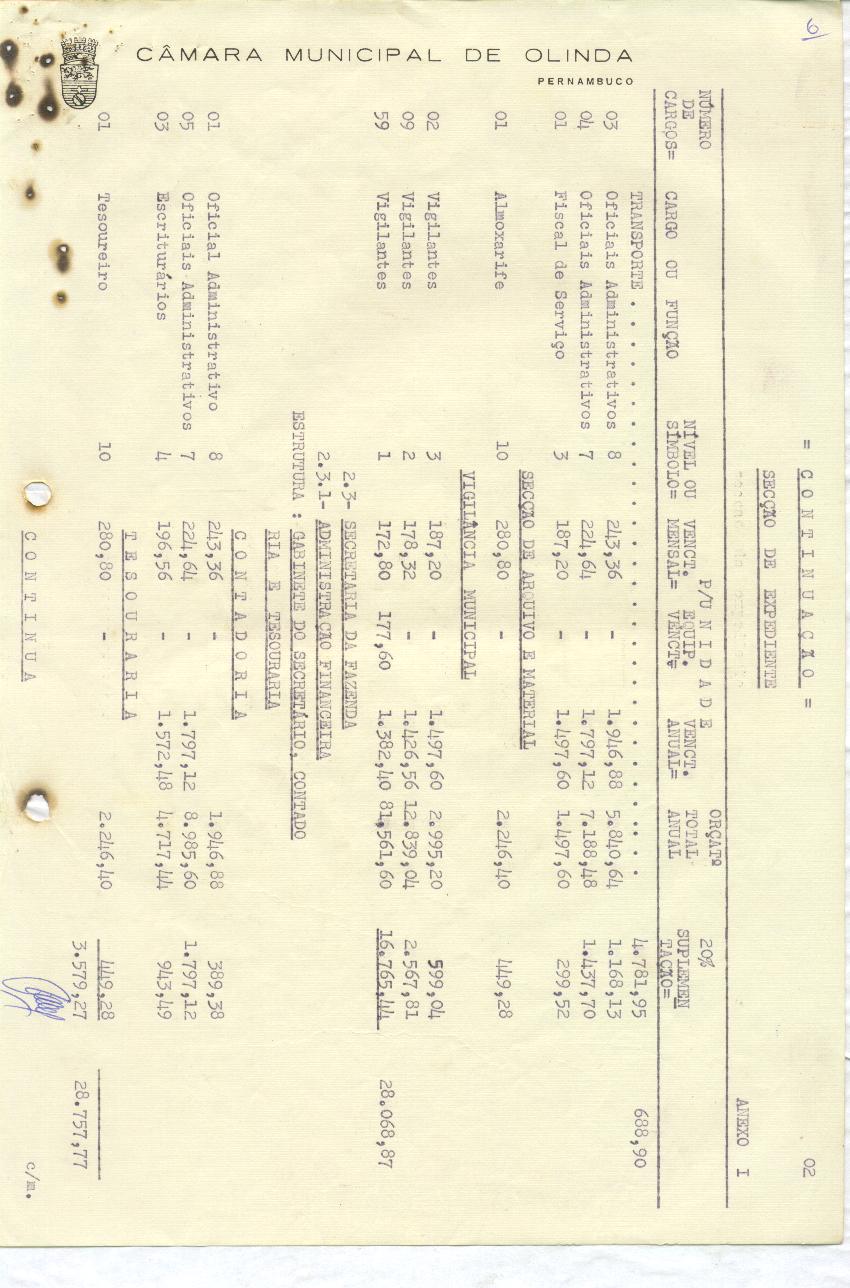 6
CÂMARA MUNICIPAL DE OLINDA
PERNAMBUCO
02
= C O N T I N U A Ç Ã O =
SECÇÃO DE EXPEDIENTE
ANEXO I
NÚMERO DE CARGOS= CARGO OU FUNÇÃO NÍVEL OU SÍMBOLO= P/U N I D A D E VENCT. MENSAL= EQUIP. VENCT= VENCT. ANUAL= ORÇATº TOTAL ANUAL 20% SUPLEMEN TAÇÃO=
TRANSPORTE . . . . . . . . . . . . . . . . . . . . . . . . 4.781,95 688,90
03 Oficiais Administrativos 8 243,36 - 1.946,88 5.840,64 1.168,13
04 Oficiais Administrativos 7 224,64 - 1.797,12 7.188,48 1.437,70
01 Fiscal de Serviço 3 187,20 - 1.497,60 1.497,60 299,52
SECÇÃO DE ARQUIVO E MATERIAL
01 Almoxarife 10 280,80 - 2.246,40 449,28
VIGILÂNCIA MUNICIPAL
02 Vigilantes 3 187,20 - 1.497,60 2.995,20 599,04
09 Vigilantes 2 178,32 - 1.426,56 12.839,04 2.567,81
59 Vigilantes 1 172,80 177,60 1.382,40 81,561,60 16.765,44 28.068,87
2.3- SECRETARIA DA FAZENDA
2.3.1- ADMINISTRAÇÃO FINANCEIRA
ESTRUTURA : GABINETE DO SECRETÁRIO, CONTADO
RIA E TESOURARIA
C O N T A D O R I A
01 Oficial Administrativo 8 243,36 - 1.946,88 389,38
05 Oficiais Administrativos 7 224,64 - 1.797,12 8.985,60 1.797,12
03 Escriturários 4 196,56 - 1.572,48 4.717,44 943,49
T E S O U R A R I A
01 Tesoureiro 10 280,80 - 2.246,40 449,28
3.579,27 28.757,77
C O N T I N U A
c/m.